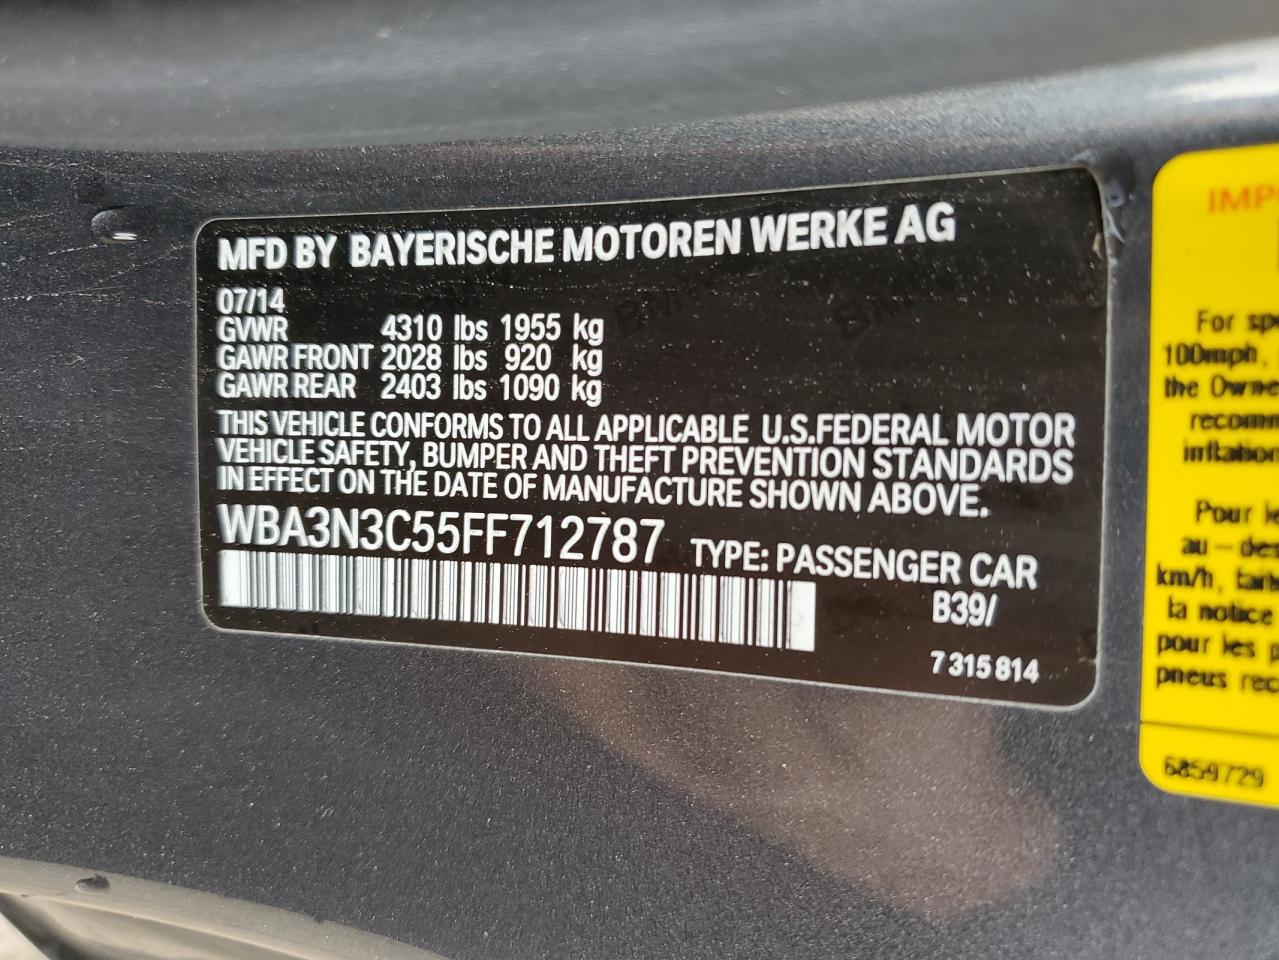 MFD BY BAYERISCHE MOTOREN WERKE AG
07/14
GVWR 4310 lbs 1955 kg
GAWR FRONT 2028 lbs 920 kg
GAWR REAR 2403 lbs 1090 kg
THIS VEHICLE CONFORMS TO ALL APPLICABLE U.S.FEDERAL MOTOR
VEHICLE SAFETY, BUMPER AND THEFT PREVENTION STANDARDS
IN EFFECT ON THE DATE OF MANUFACTURE SHOWN ABOVE.
WBA3N3C55FF712787 TYPE: PASSENGER CAR
B39/
7 315 814
IMP
For spe
100mph,
the Owne
recomm
inflation
Pour le
au-des
km/h, fait
la notice
pour les p
pneus rec
6859729